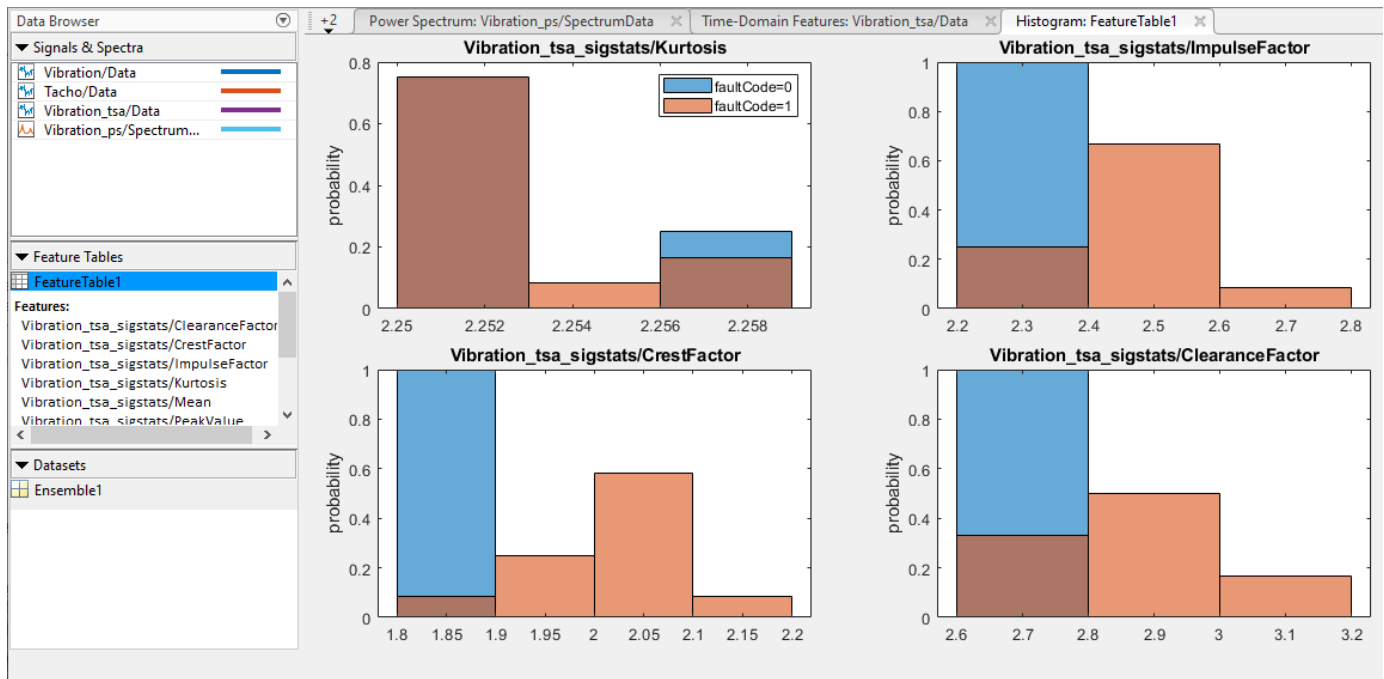 Data Browser
Signals & Spectra
Vibration/Data
Tacho/Data
Vibration_tsa/Data
Vibration_ps/Spectrum...
Feature Tables
FeatureTable1
Features:
Vibration_tsa_sigstats/ClearanceFactor
Vibration_tsa_sigstats/CrestFactor
Vibration_tsa_sigstats/ImpulseFactor
Vibration_tsa_sigstats/Kurtosis
Vibration_tsa_sigstats/Mean
Vibration_tsa_sigstats/PeakValue
Datasets
Ensemble1
+2 Power Spectrum: Vibration_ps/SpectrumData Time-Domain Features: Vibration_tsa/Data Histogram: FeatureTable1
Vibration_tsa_sigstats/Kurtosis
faultCode=0
faultCode=1
probability
0.8
0.6
0.4
0.2
0
2.25 2.252 2.254 2.256 2.258
Vibration_tsa_sigstats/ImpulseFactor
probability
1
0.8
0.6
0.4
0.2
0
2.2 2.3 2.4 2.5 2.6 2.7 2.8
Vibration_tsa_sigstats/CrestFactor
probability
1
0.8
0.6
0.4
0.2
0
1.8 1.85 1.9 1.95 2 2.05 2.1 2.15 2.2
Vibration_tsa_sigstats/ClearanceFactor
probability
1
0.8
0.6
0.4
0.2
0
2.6 2.7 2.8 2.9 3 3.1 3.2